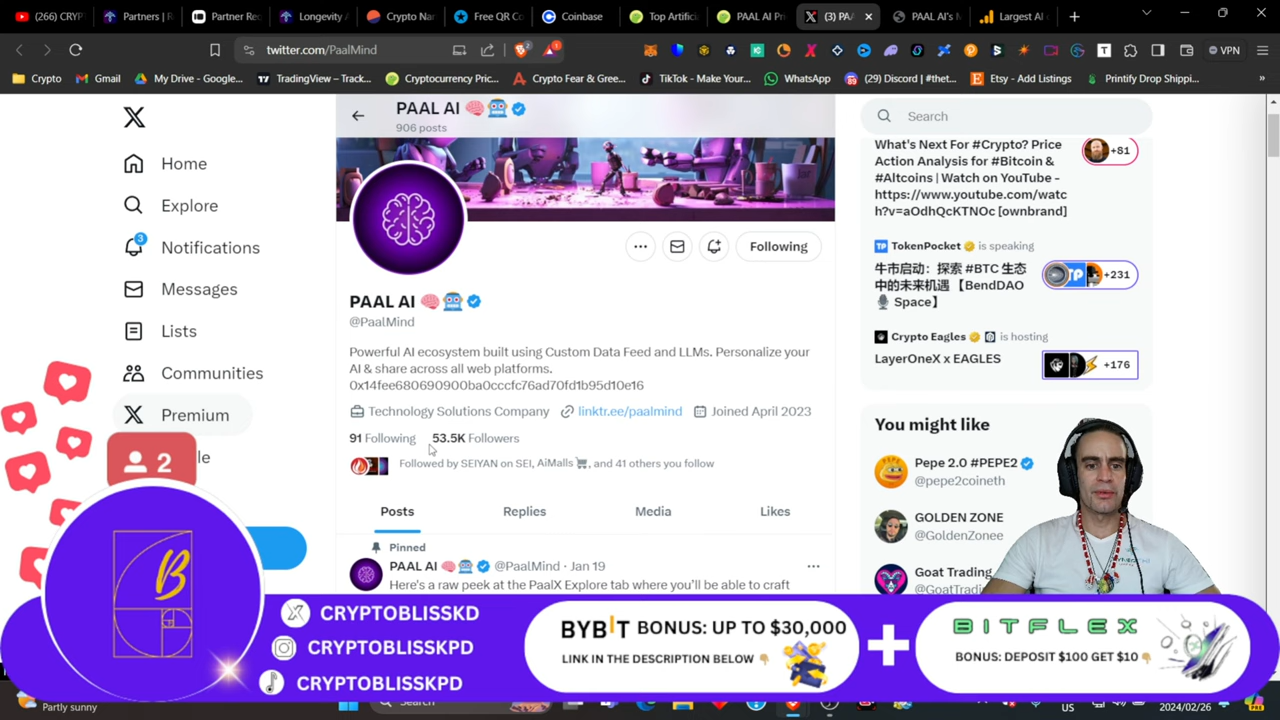 (266) CRYP
Partners | R
Partner Rec
Longevity A
Crypto Nar
Free QR Co
Coinbase
Top Artific
PAAL AI Pri
(3) PAA
PAAL AI's M
Largest AI c
twitter.com/PaalMind
VPN
Crypto
Gmail
My Drive - Google...
TradingView – Track...
Cryptocurrency Pric...
Crypto Fear & Gree...
TikTok - Make Your...
WhatsApp
(29) Discord | #thet...
Etsy - Add Listings
Printify Drop Shippi...
Home
Explore
3
Notifications
Messages
Lists
Communities
Premium
le
2
PAAL AI
906 posts
Following
PAAL AI
@PaalMind
Powerful AI ecosystem built using Custom Data Feed and LLMs. Personalize your
AI & share across all web platforms.
0x14fee680690900ba0cccfc76ad70fd1b95d10e16
Technology Solutions Company
linktr.ee/paalmind
Joined April 2023
91 Following 53.5K Followers
Followed by SEIYAN on SEI, AiMalls, and 41 others you follow
Posts
Replies
Media
Likes
Pinned
PAAL AI @PaalMind · Jan 19
Here's a raw peek at the PaalX Explore tab where you'll be able to craft
Search
What's Next For #Crypto? Price
Action Analysis for #Bitcoin &
#Altcoins | Watch on YouTube -
https://www.youtube.com/watc
h?v=aOdhQcKTNOc [ownbrand]
+81
TokenPocket is speaking
牛市启动：探索 #BTC 生态
中的未来机遇 【BendDAO
Space】
+231
Crypto Eagles is hosting
LayerOneX x EAGLES
+176
You might like
Pepe 2.0 #PEPE2
@pepe2coineth
GOLDEN ZONE
@GoldenZonee
Goat Trading
@GoatTradi
B
CRYPTOBLISSKD
CRYPTOBLISSKPD
CRYPTOBLISSKPD
BYBIT BONUS: UP TO $30,000
LINK IN THE DESCRIPTION BELOW
BITFLEX
BONUS: DEPOSIT $100 GET $10
Partly sunny
Search
US
2024/02/26